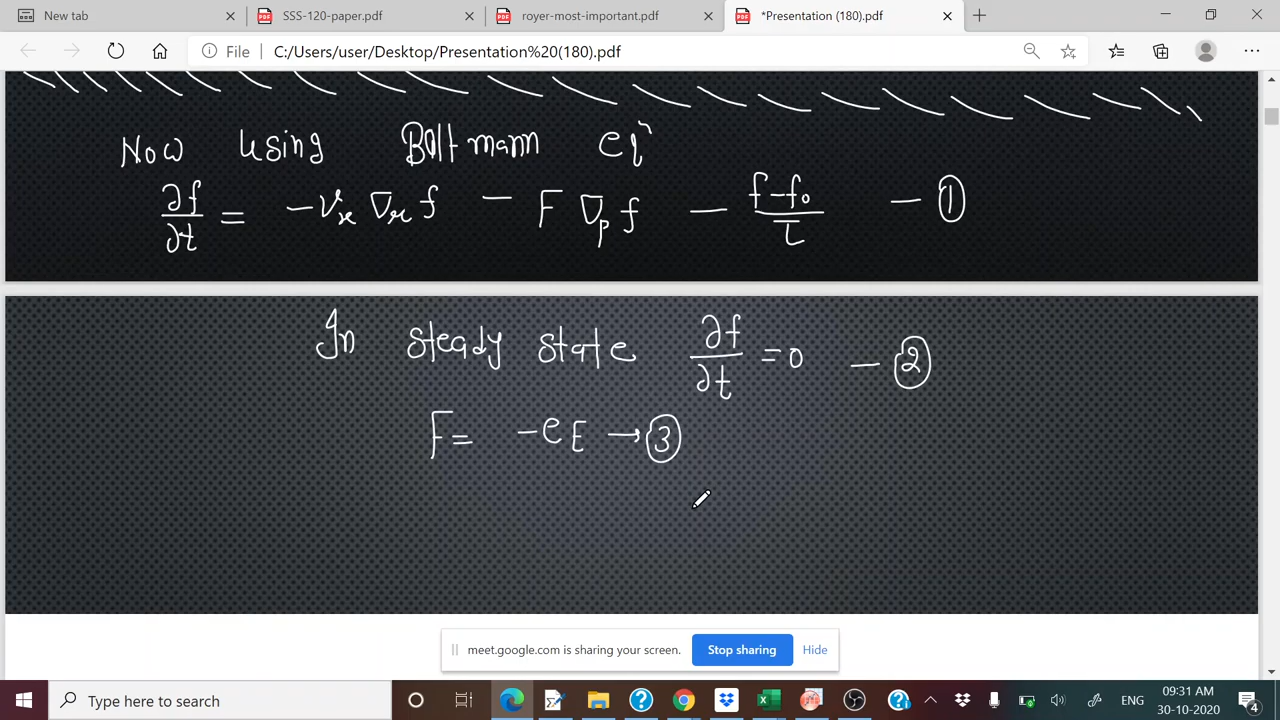 New tab
SSS-120-paper.pdf
royer-most-important.pdf
*Presentation (180).pdf
File C:/Users/user/Desktop/Presentation%20(180).pdf
Now using Boltmann eqⁿ
∂f/∂t = -vₓ ∇ₓ f - F ∇ₚ f - (f-f₀)/τ - ①
In steady state ∂f/∂t = 0 - ②
F = -eE → ③
meet.google.com is sharing your screen. Stop sharing Hide
Type here to search
ENG
09:31 AM
30-10-2020
4